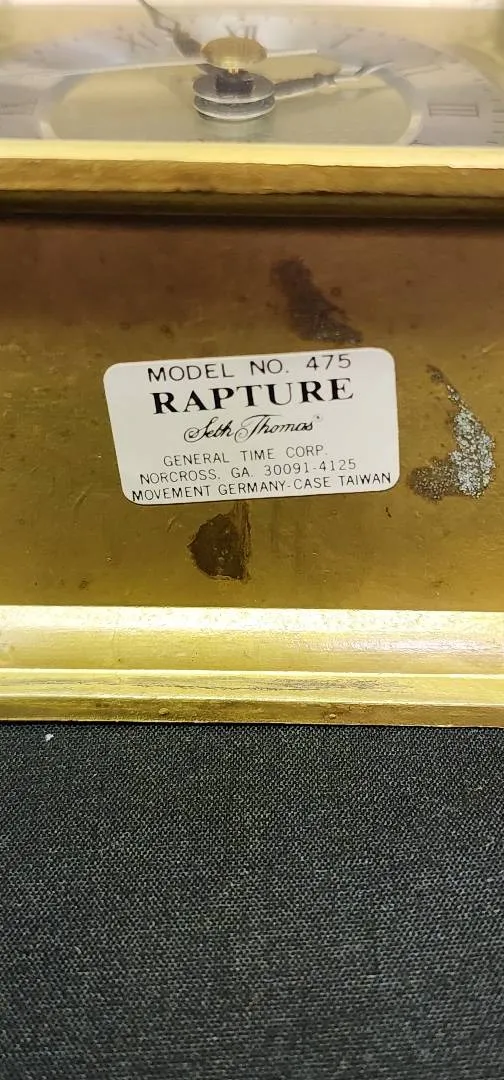 MODEL NO. 475
RAPTURE
Seth Thomas
GENERAL TIME CORP.
NORCROSS, GA. 30091-4125
MOVEMENT GERMANY-CASE TAIWAN